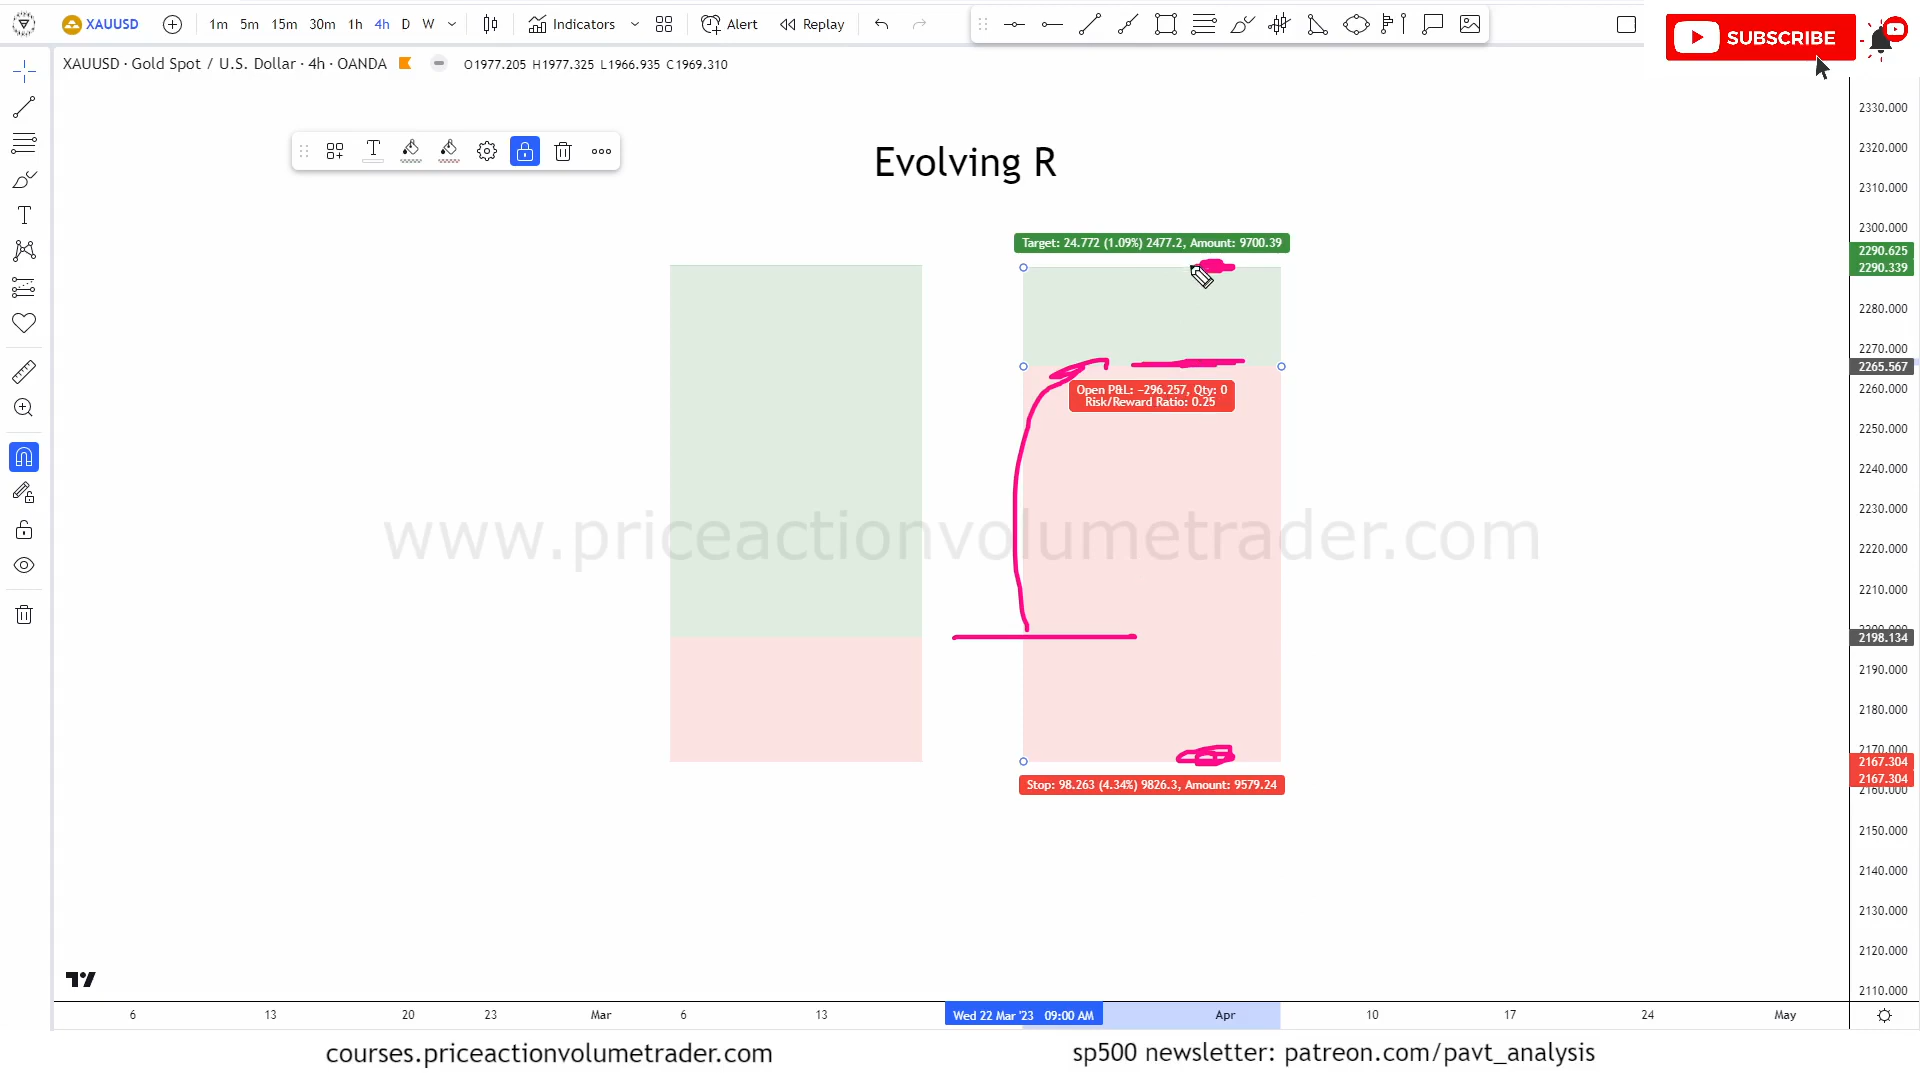 XAUUSD 1m 5m 15m 30m 1h 4h D W Indicators Alert Replay
SUBSCRIBE
XAUUSD · Gold Spot / U.S. Dollar · 4h · OANDA O1977.205 H1977.325 L1966.935 C1969.310
Evolving R
Target: 24.772 (1.09%) 2477.2, Amount: 9700.39
Open P&L: −296.257, Qty: 0
Risk/Reward Ratio: 0.25
www.priceactionvolumetrader.com
Stop: 98.263 (4.34%) 9826.3, Amount: 9579.24
2330.000
2320.000
2310.000
2300.000
2290.625
2290.339
2280.000
2270.000
2265.567
2260.000
2250.000
2240.000
2230.000
2220.000
2210.000
2200.000
2198.134
2190.000
2180.000
2170.000
2167.304
2167.304
2160.000
2150.000
2140.000
2130.000
2120.000
2110.000
6 13 20 23 Mar 6 13 Wed 22 Mar '23 09:00 AM Apr 10 17 24 May
courses.priceactionvolumetrader.com
sp500 newsletter: patreon.com/pavt_analysis